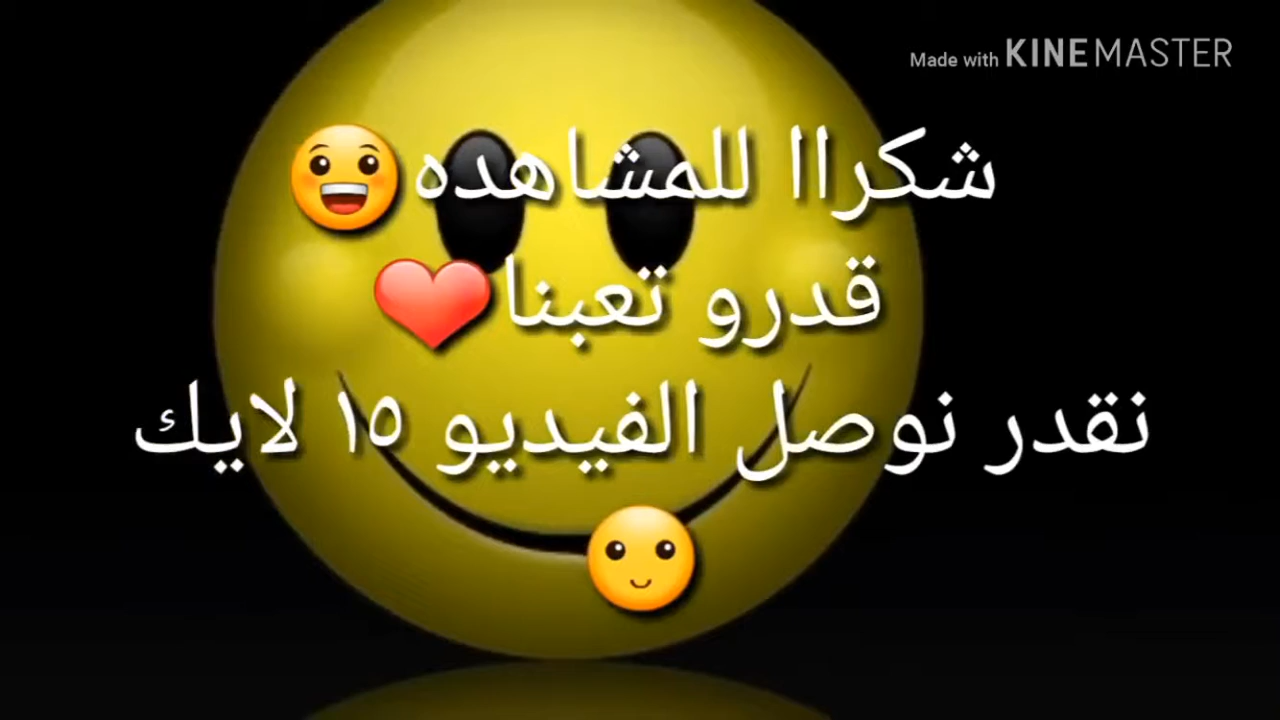 Made with KINEMASTER
شكراا للمشاهده😀
قدرو تعبنا❤
نقدر نوصل الفيديو ١٥ لايك
🙂